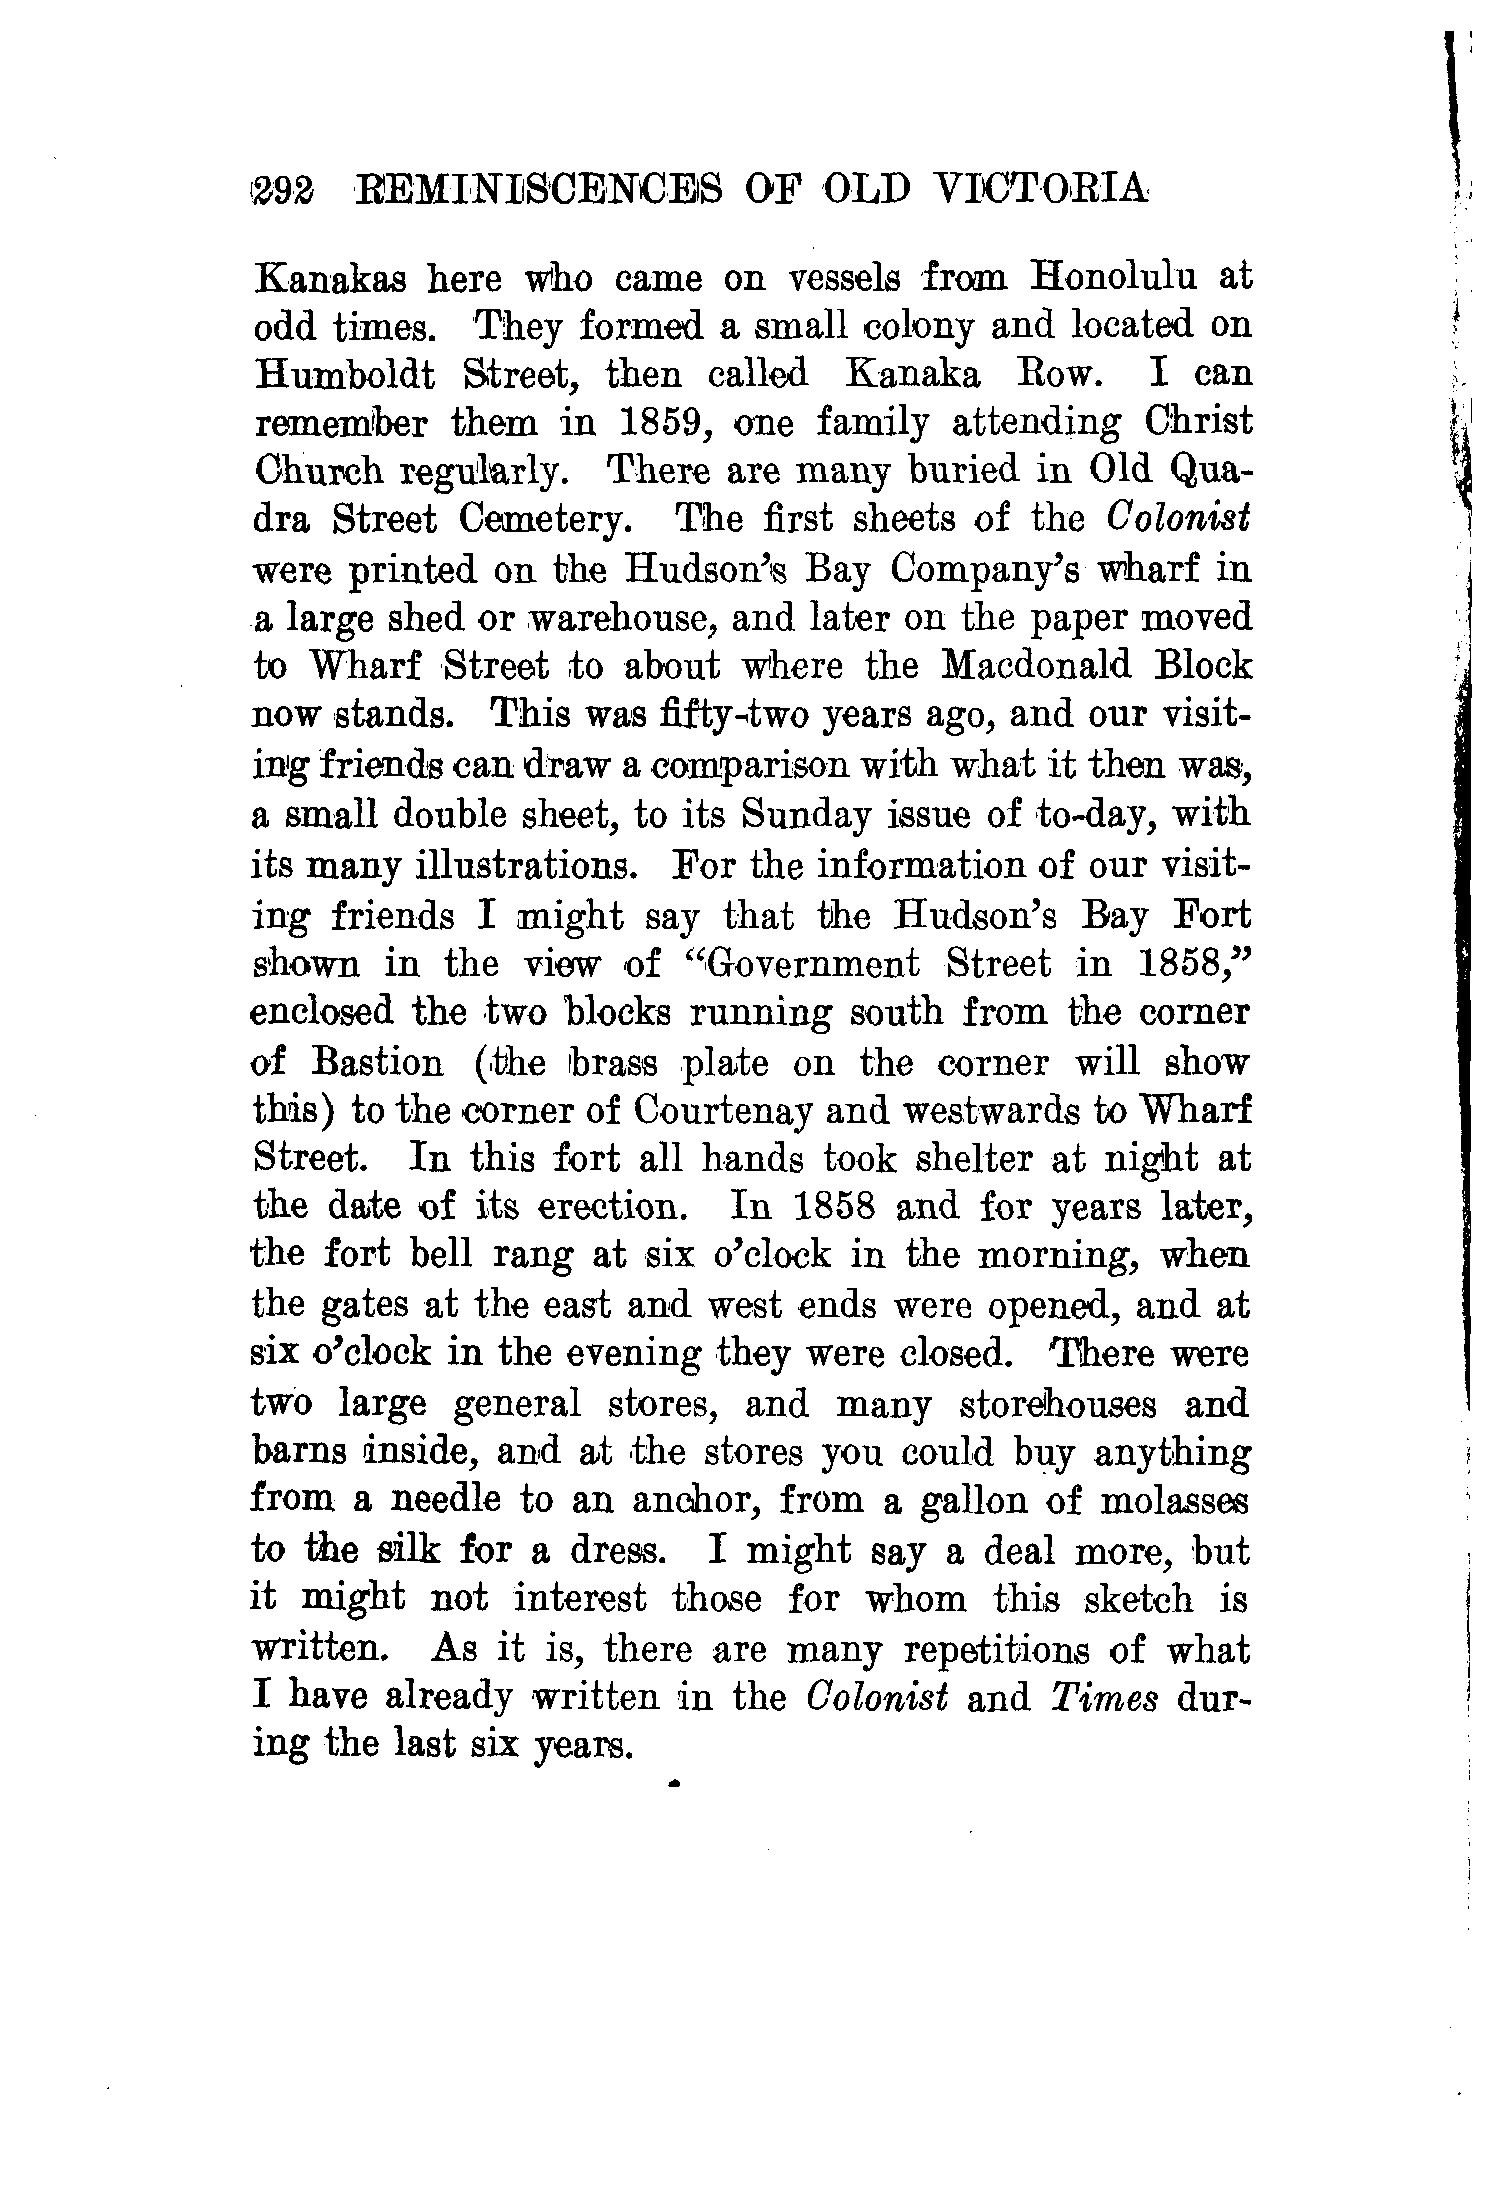 292 REMINISCENCES OF OLD VICTORIA
Kanakas here who came on vessels from Honolulu at
odd times. They formed a small colony and located on
Humboldt Street, then called Kanaka Row. I can
remember them in 1859, one family attending Christ
Church regularly. There are many buried in Old Qua-
dra Street Cemetery. The first sheets of the Colonist
were printed on the Hudson's Bay Company's wharf in
a large shed or warehouse, and later on the paper moved
to Wharf Street to about where the Macdonald Block
now stands. This was fifty-two years ago, and our visit-
ing friends can draw a comparison with what it then was,
a small double sheet, to its Sunday issue of to-day, with
its many illustrations. For the information of our visit-
ing friends I might say that the Hudson's Bay Fort
shown in the view of "Government Street in 1858,"
enclosed the two blocks running south from the corner
of Bastion (the brass plate on the corner will show
this) to the corner of Courtenay and westwards to Wharf
Street. In this fort all hands took shelter at night at
the date of its erection. In 1858 and for years later,
the fort bell rang at six o'clock in the morning, when
the gates at the east and west ends were opened, and at
six o'clock in the evening they were closed. There were
two large general stores, and many storehouses and
barns inside, and at the stores you could buy anything
from a needle to an anchor, from a gallon of molasses
to the silk for a dress. I might say a deal more, but
it might not interest those for whom this sketch is
written. As it is, there are many repetitions of what
I have already written in the Colonist and Times dur-
ing the last six years.